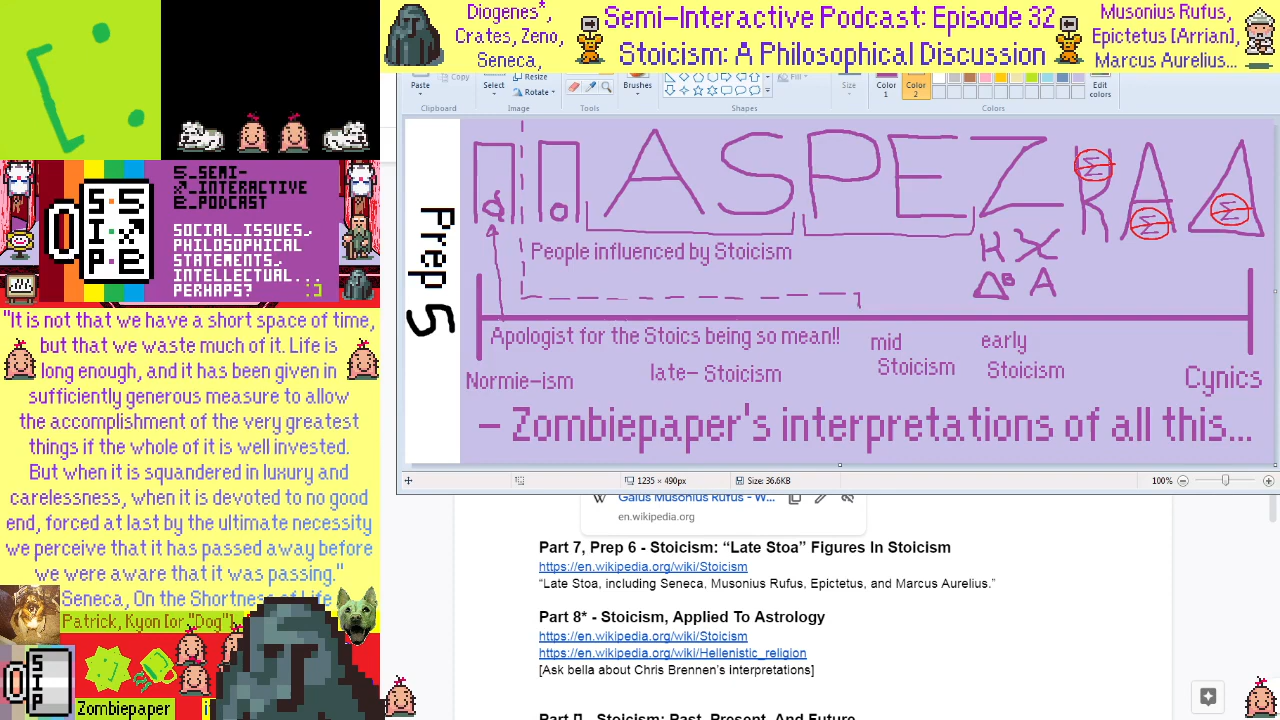 Diogenes*,
Crates, Zeno,
Seneca,
Semi-Interactive Podcast: Episode 32
Stoicism: A Philosophical Discussion
Musonius Rufus,
Epictetus [Arrian],
Marcus Aurelius...
[:
S_SEMI-
_INTERACTIVE
_PODCAST
SOCIAL_ISSUES,
PHILOSOPHICAL
STATEMENTS,
INTELLECTUAL...
PERHAPS? :)
"It is not that we have a short space of time,
but that we waste much of it. Life is
long enough, and it has been given in
sufficiently generous measure to allow
the accomplishment of the very greatest
things if the whole of it is well invested.
But when it is squandered in luxury and
carelessness, when it is devoted to no good
end, forced at last by the ultimate necessity
we perceive that it has passed away before
we were aware that it was passing."
Seneca, On the Shortness of Life
Patrick, Kyon [or "Dog"],
SIP
Zombiepaper
Paste
Copy
Select
Resize
Rotate
Brushes
Fill
Size
Color
1
Color
2
Edit
colors
Clipboard
Image
Tools
Shapes
Colors
Prep 5
A S P E Z K A Δ
Σ Σ Σ
K X
Δ B A
People influenced by Stoicism
Apologist for the Stoics being so mean!!
mid
Stoicism
early
Stoicism
Normie-ism
late- Stoicism
Cynics
- Zombiepaper's interpretations of all this...
1235 × 490px
Size: 36.6KB
100%
W Gaius Musonius Rufus - W...
en.wikipedia.org
Part 7, Prep 6 - Stoicism: “Late Stoa” Figures In Stoicism
https://en.wikipedia.org/wiki/Stoicism
“Late Stoa, including Seneca, Musonius Rufus, Epictetus, and Marcus Aurelius.”
Part 8* - Stoicism, Applied To Astrology
https://en.wikipedia.org/wiki/Stoicism
https://en.wikipedia.org/wiki/Hellenistic_religion
[Ask bella about Chris Brennen’s Interpretations]
Stoicism: Past, Present, And Future